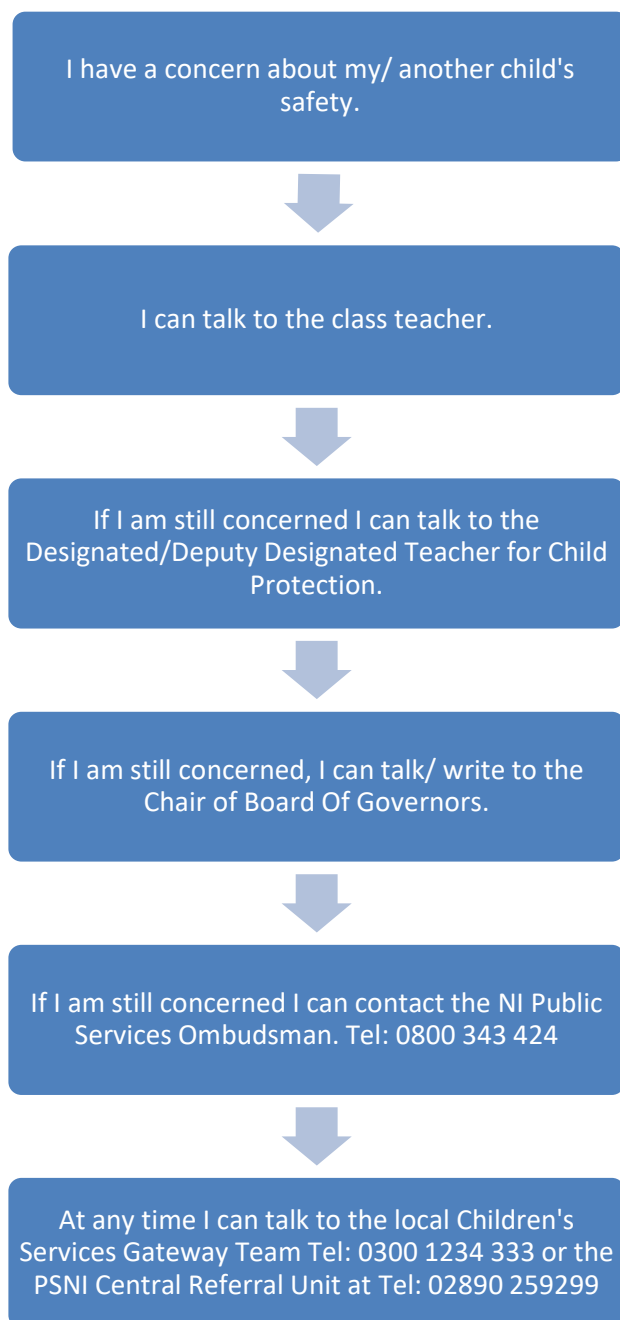 I have a concern about my/ another child's
safety.
I can talk to the class teacher.
If I am still concerned I can talk to the
Designated/Deputy Designated Teacher for Child
Protection.
If I am still concerned, I can talk/ write to the
Chair of Board Of Governors.
If I am still concerned I can contact the NI Public
Services Ombudsman. Tel: 0800 343 424
At any time I can talk to the local Children's
Services Gateway Team Tel: 0300 1234 333 or the
PSNI Central Referral Unit at Tel: 02890 259299